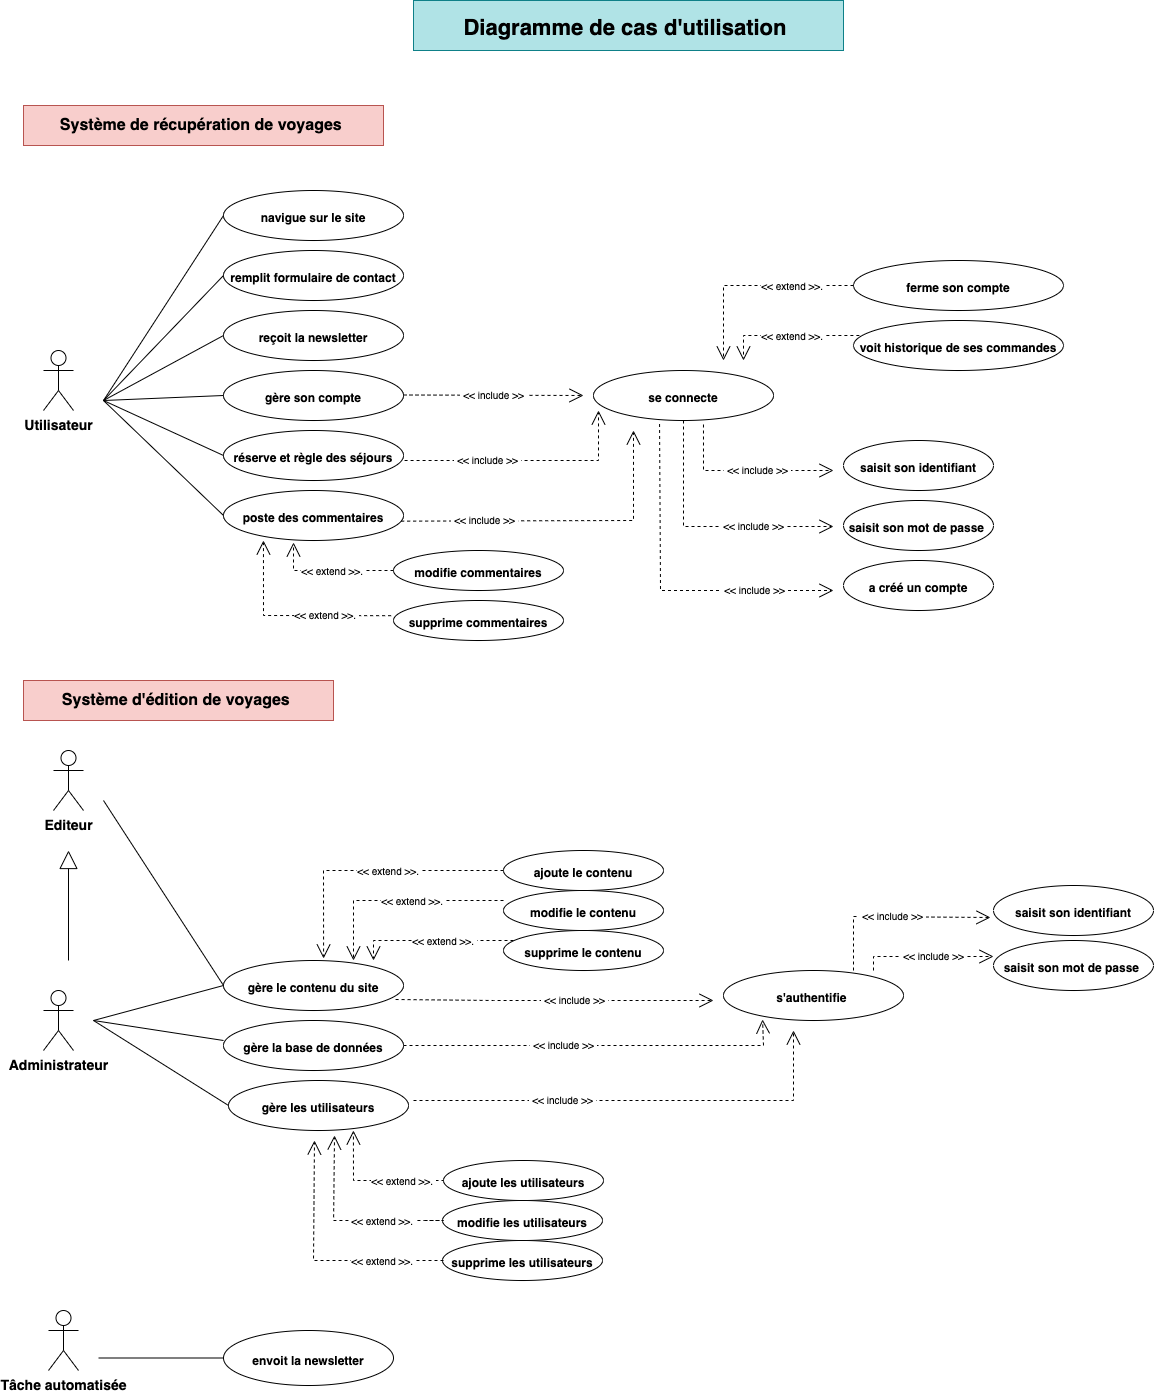 Diagramme de cas d'utilisation
Système de récupération de voyages
navigue sur le site
remplit formulaire de contact
<< extend >>.
ferme son compte
reçoit la newsletter
<< extend >>.
voit historique de ses commandes
gère son compte
<< include >>
se connecte
Utilisateur
réserve et règle des séjours
<< include >>
<< include >>
saisit son identifiant
poste des commentaires
<< include >>
<< include >>
saisit son mot de passe
<< extend >>.
modifie commentaires
<< include >>
a créé un compte
<< extend >>.
supprime commentaires
Système d'édition de voyages
Editeur
<< extend >>.
ajoute le contenu
<< extend >>.
modifie le contenu
<< include >>
saisit son identifiant
<< extend >>.
supprime le contenu
<< include >>
saisit son mot de passe
gère le contenu du site
<< include >>
s'authentifie
gère la base de données
<< include >>
Administrateur
gère les utilisateurs
<< include >>
<< extend >>.
ajoute les utilisateurs
<< extend >>.
modifie les utilisateurs
<< extend >>.
supprime les utilisateurs
envoit la newsletter
Tâche automatisée